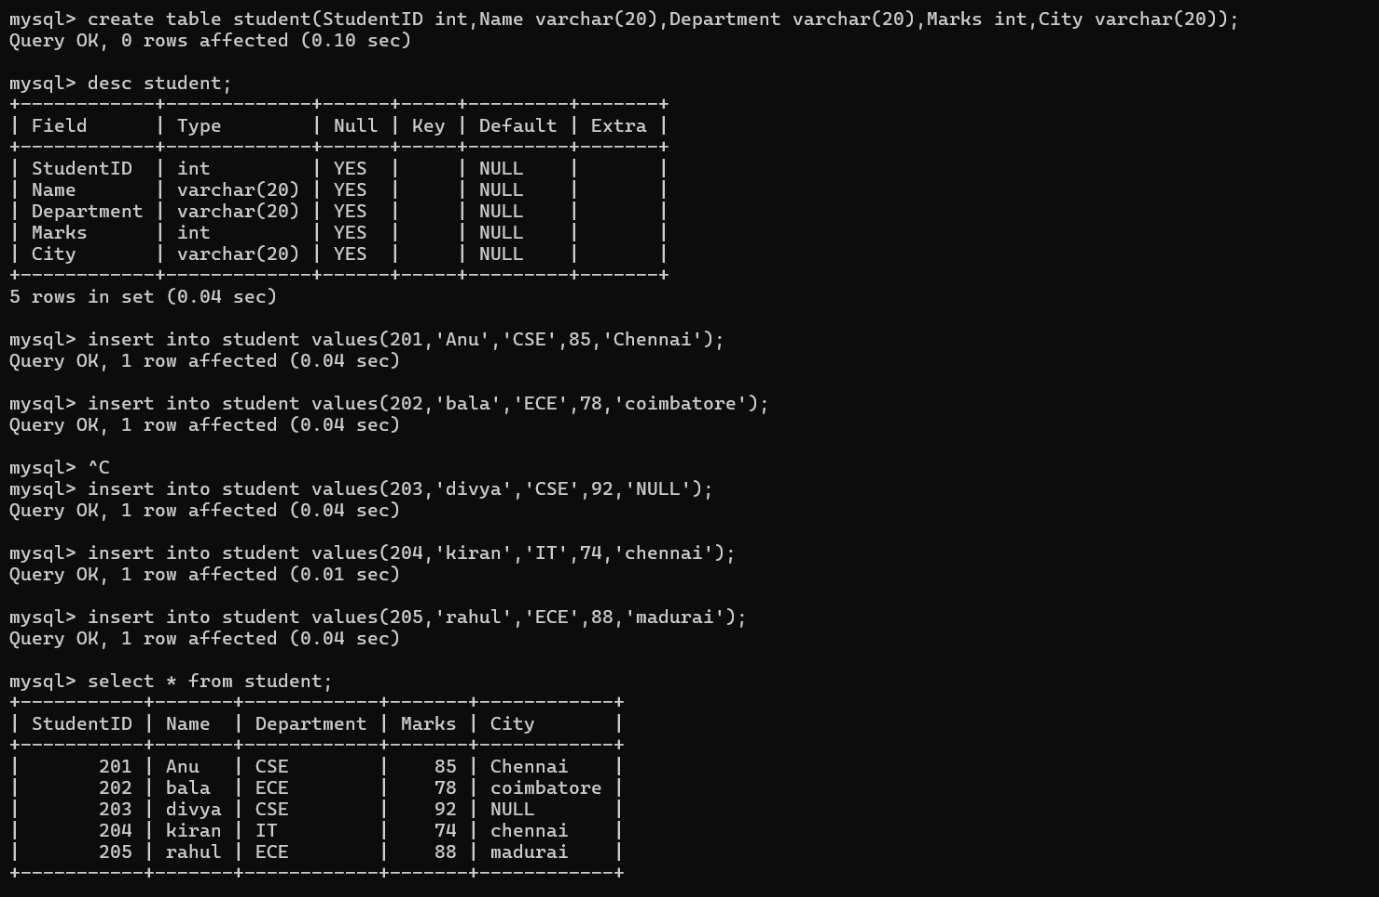 mysql> create table student(StudentID int,Name varchar(20),Department varchar(20),Marks int,City varchar(20));
Query OK, 0 rows affected (0.10 sec)

mysql> desc student;
+------------+-------------+------+-----+---------+-------+
| Field      | Type        | Null | Key | Default | Extra |
+------------+-------------+------+-----+---------+-------+
| StudentID  | int         | YES  |     | NULL    |       |
| Name       | varchar(20) | YES  |     | NULL    |       |
| Department | varchar(20) | YES  |     | NULL    |       |
| Marks      | int         | YES  |     | NULL    |       |
| City       | varchar(20) | YES  |     | NULL    |       |
+------------+-------------+------+-----+---------+-------+
5 rows in set (0.04 sec)

mysql> insert into student values(201,'Anu','CSE',85,'Chennai');
Query OK, 1 row affected (0.04 sec)

mysql> insert into student values(202,'bala','ECE',78,'coimbatore');
Query OK, 1 row affected (0.04 sec)

mysql> ^C
mysql> insert into student values(203,'divya','CSE',92,'NULL');
Query OK, 1 row affected (0.04 sec)

mysql> insert into student values(204,'kiran','IT',74,'chennai');
Query OK, 1 row affected (0.01 sec)

mysql> insert into student values(205,'rahul','ECE',88,'madurai');
Query OK, 1 row affected (0.04 sec)

mysql> select * from student;
+-----------+-------+------------+-------+------------+
| StudentID | Name  | Department | Marks | City       |
+-----------+-------+------------+-------+------------+
|       201 | Anu   | CSE        |    85 | Chennai    |
|       202 | bala  | ECE        |    78 | coimbatore |
|       203 | divya | CSE        |    92 | NULL       |
|       204 | kiran | IT         |    74 | chennai    |
|       205 | rahul | ECE        |    88 | madurai    |
+-----------+-------+------------+-------+------------+